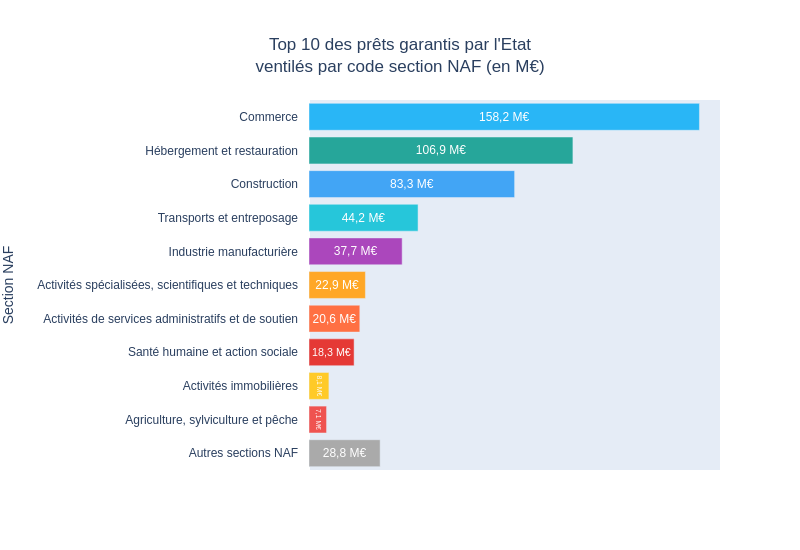 Top 10 des prêts garantis par l'Etat
ventilés par code section NAF (en M€)
Section NAF
Commerce 158,2 M€
Hébergement et restauration 106,9 M€
Construction 83,3 M€
Transports et entreposage 44,2 M€
Industrie manufacturière 37,7 M€
Activités spécialisées, scientifiques et techniques 22,9 M€
Activités de services administratifs et de soutien 20,6 M€
Santé humaine et action sociale 18,3 M€
Activités immobilières
Agriculture, sylviculture et pêche 7,1 M€
Autres sections NAF 28,8 M€